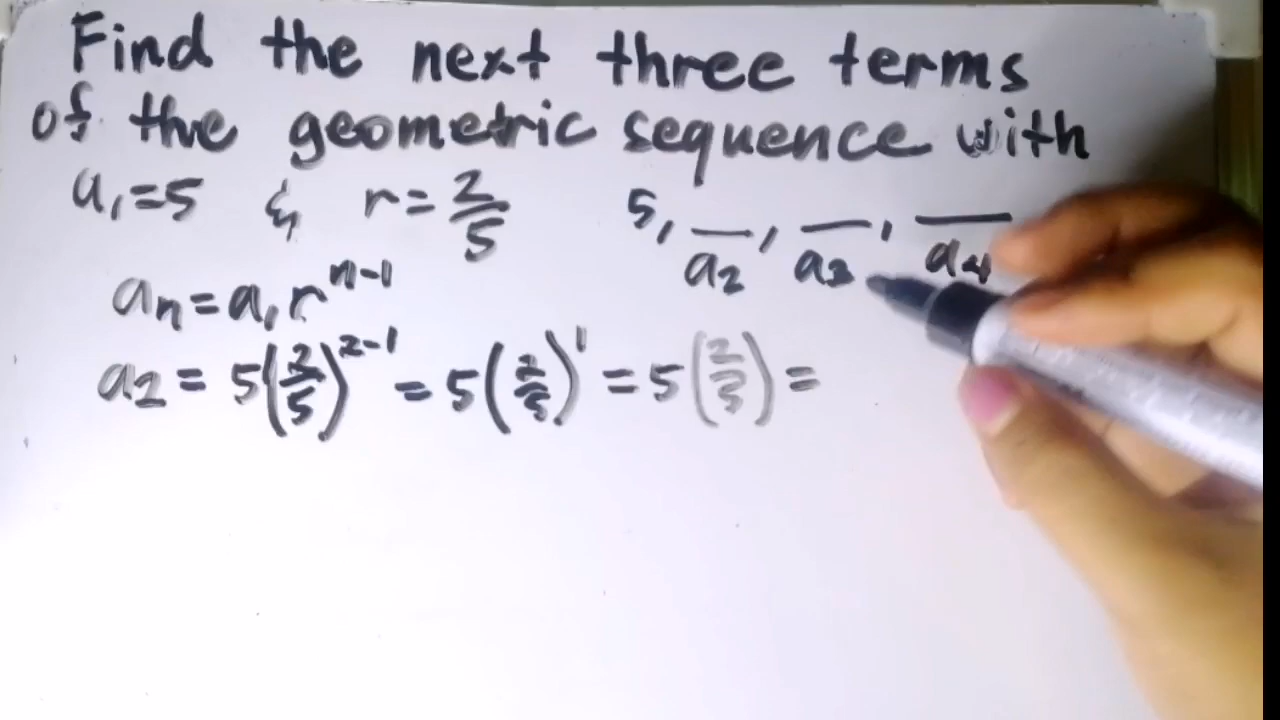 Find the next three terms
of the geometric sequence with
a₁=5 & r=2/5 5, __, __, __
a₂ a₃ a₄
aₙ=a₁rⁿ⁻¹
a₂ = 5(2/5)²⁻¹ = 5(2/5)¹ = 5(2/5) =